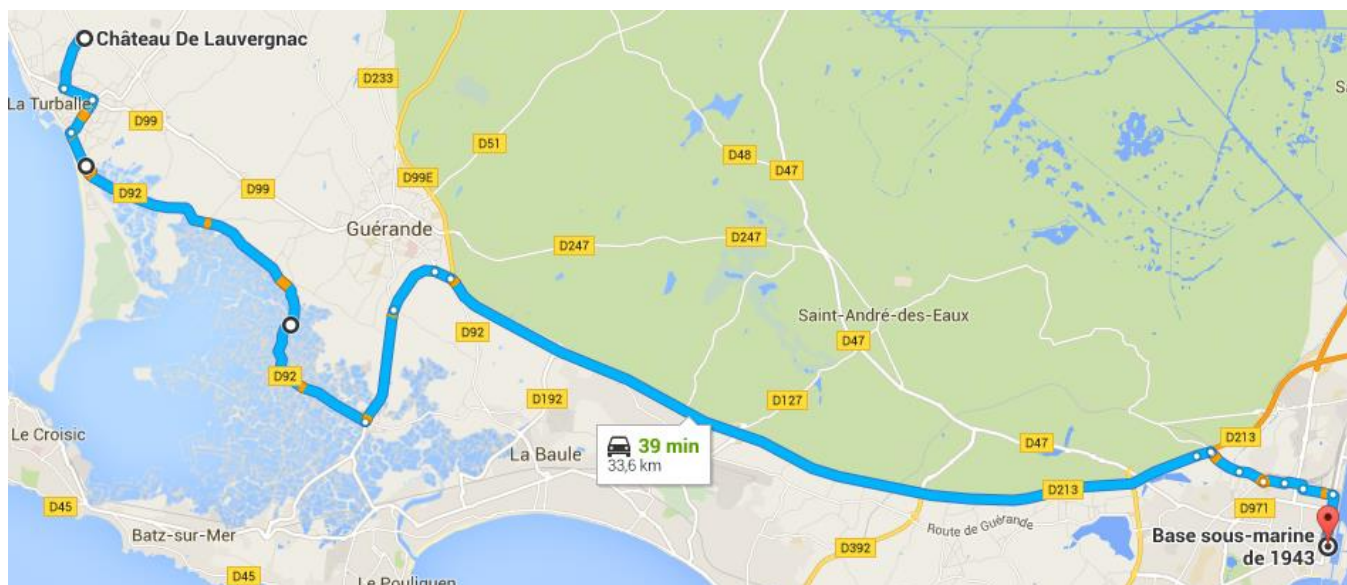 Château De Lauvergnac
La Turballe
D99
D233
D51
D48
D47
D99E
D92
D99
Guérande
D247
D247
Saint-André-des-Eaux
D92
D47
D92
D192
D127
Le Croisic
La Baule
39 min
33,6 km
D47
D213
D213
D971
Route de Guérande
D45
Batz-sur-Mer
D392
Base sous-marine
de 1943
D45
Le Pouliguen